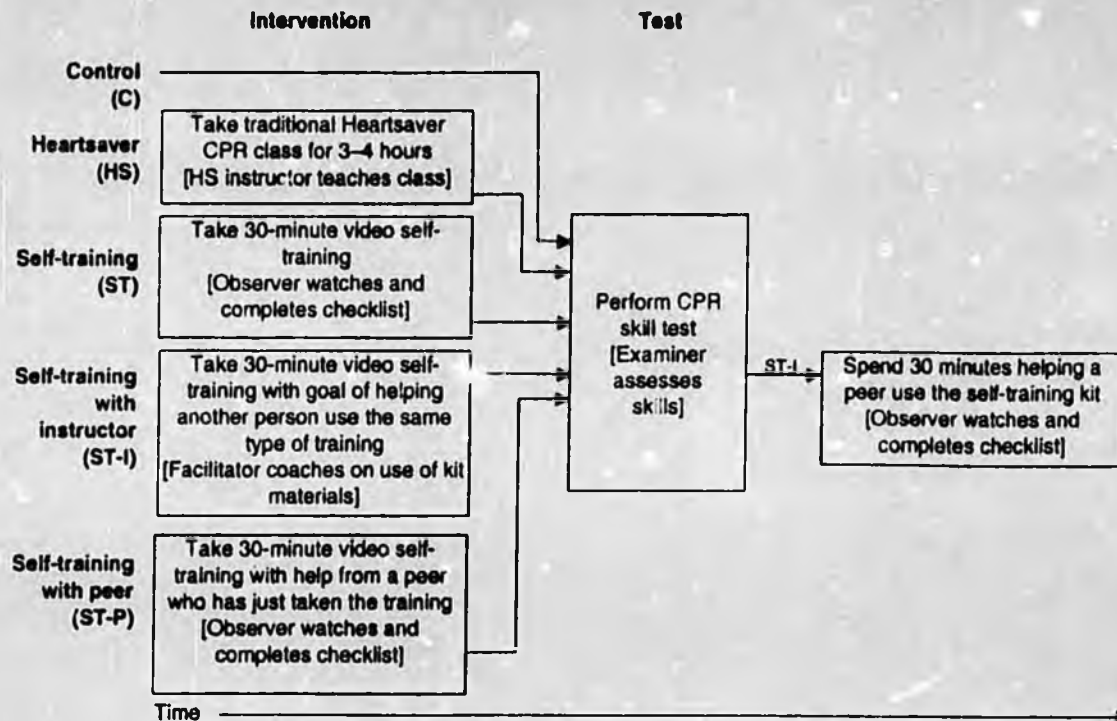 Intervention
Test
Control
(C)
Heartsaver
(HS)
Take traditional Heartsaver
CPR class for 3–4 hours
[HS instructor teaches class]
Self-training
(ST)
Take 30-minute video self-
training
[Observer watches and
completes checklist]
Self-training
with
instructor
(ST-I)
Take 30-minute video self-
training with goal of helping
another person use the same
type of training
[Facilitator coaches on use of kit
materials]
Self-training
with peer
(ST-P)
Take 30-minute video self-
training with help from a peer
who has just taken the training
[Observer watches and
completes checklist]
Perform CPR
skill test
[Examiner
assesses
skills]
ST-I
Spend 30 minutes helping a
peer use the self-training kit
[Observer watches and
completes checklist]
Time